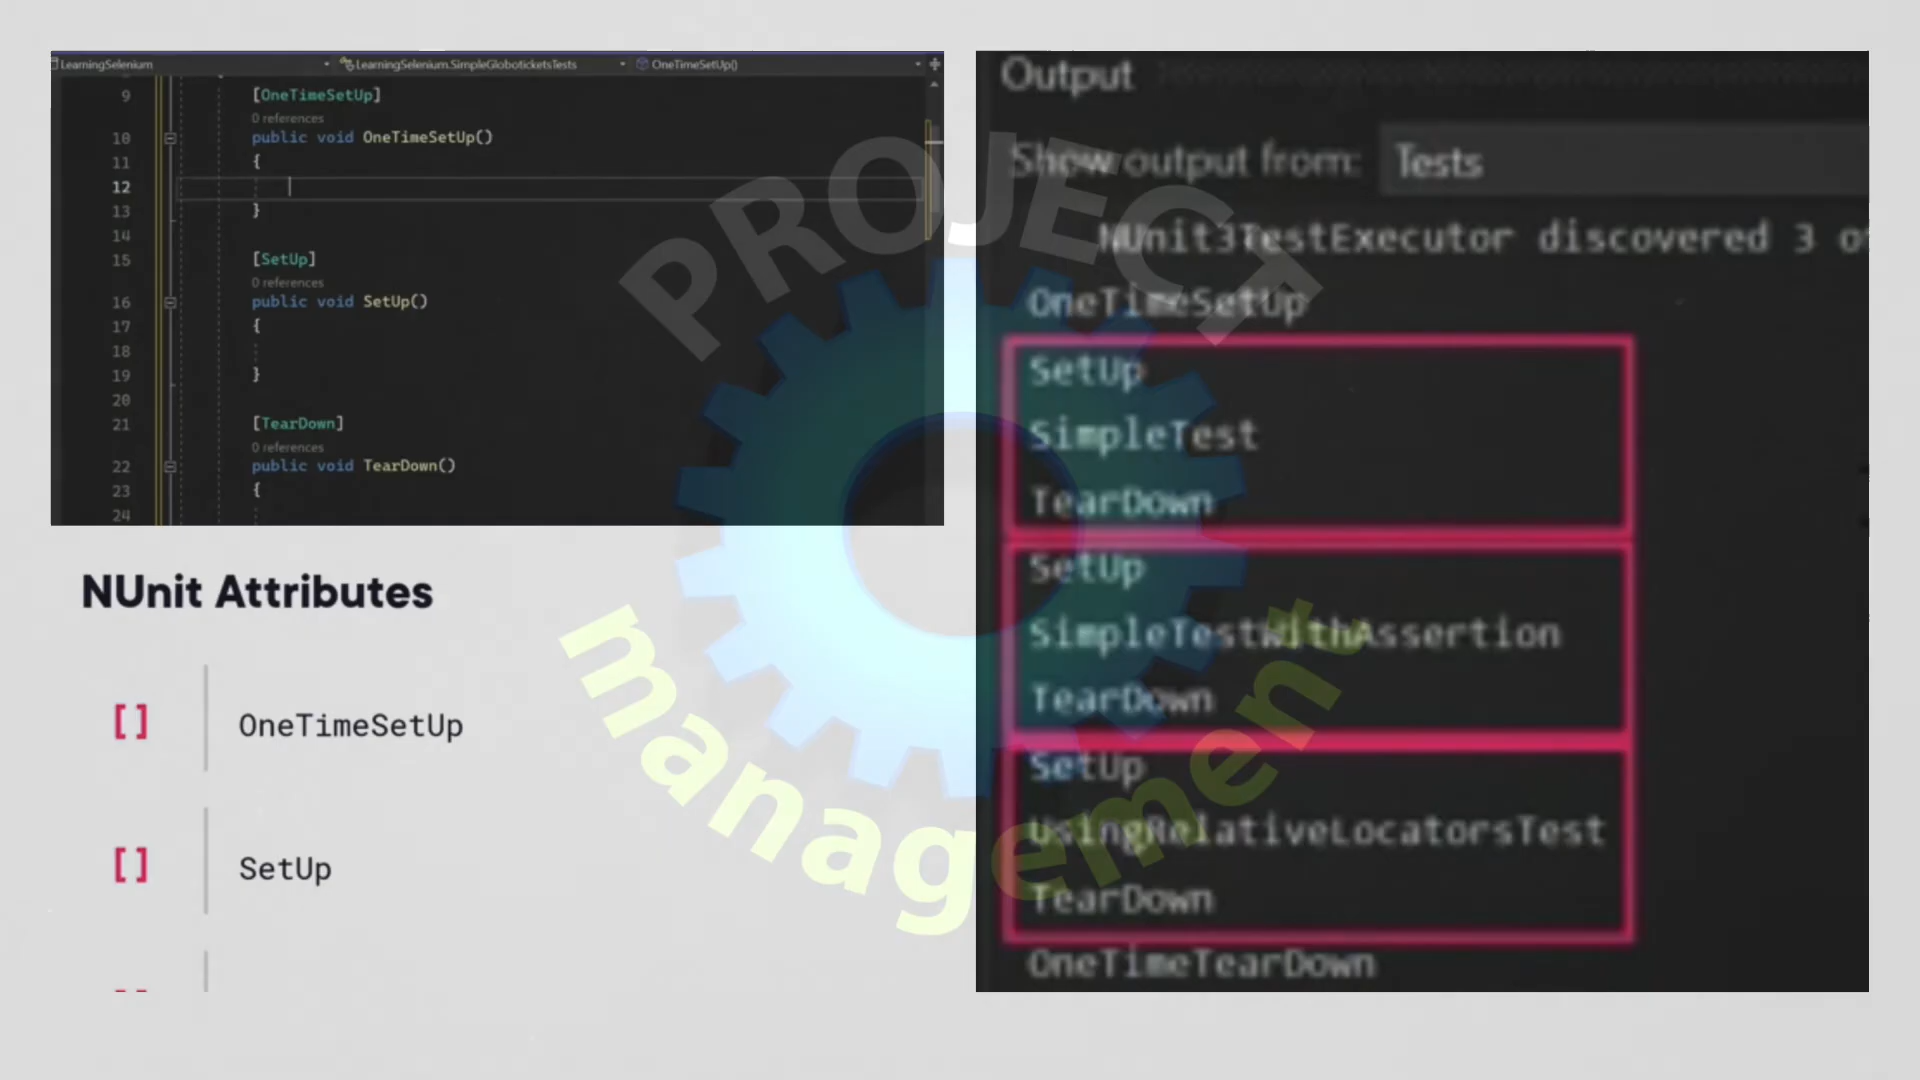 LearningSelenium
LearningSelenium.SimpleGloboticketsTests
OneTimeSetUp()
9 [OneTimeSetUp]
0 references
10 public void OneTimeSetUp()
11 {
12
13 }
14
15 [SetUp]
0 references
16 public void SetUp()
17 {
18
19 }
20
21 [TearDown]
0 references
22 public void TearDown()
23 {
24
NUnit Attributes
[] OneTimeSetUp
[] SetUp
Output
Show output from: Tests
NUnit3TestExecutor discovered 3
OneTimeSetUp
SetUp
SimpleTest
TearDown
SetUp
SimpleTestWithAssertion
TearDown
SetUp
UsingRelativeLocatorsTest
TearDown
OneTimeTearDown
PROJECT
management